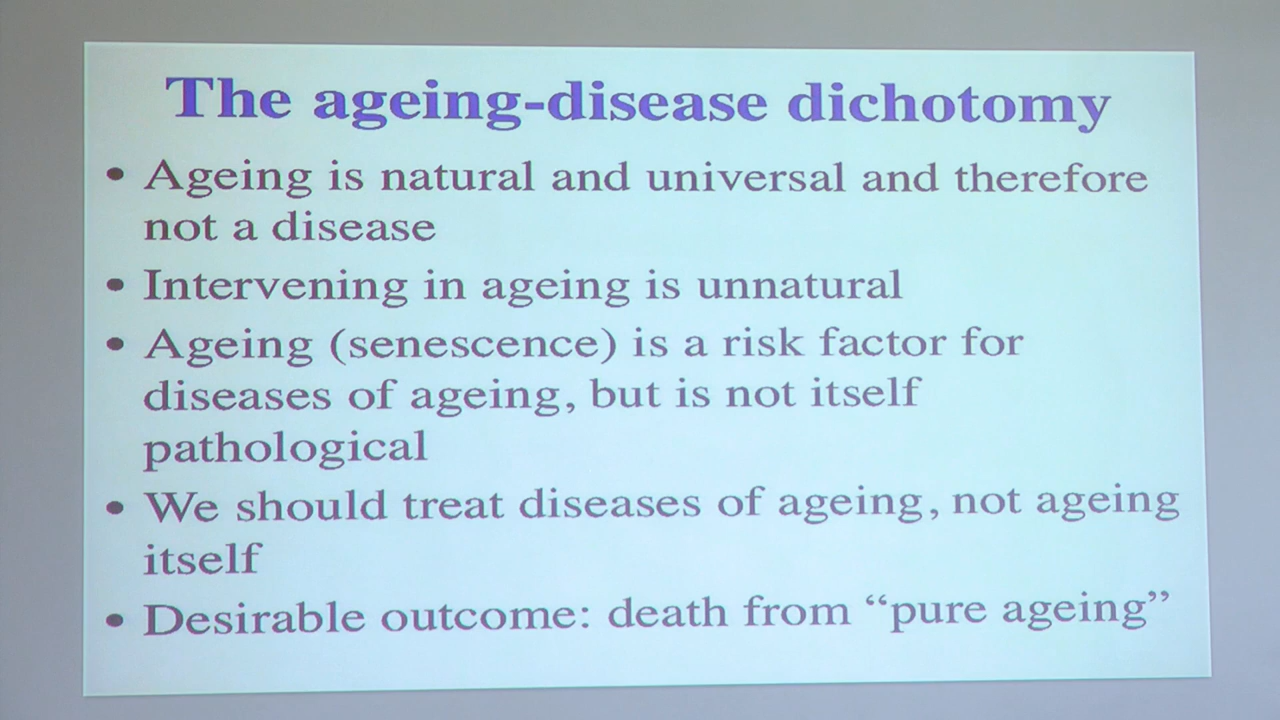 The ageing-disease dichotomy
• Ageing is natural and universal and therefore
not a disease
• Intervening in ageing is unnatural
• Ageing (senescence) is a risk factor for
diseases of ageing, but is not itself
pathological
• We should treat diseases of ageing, not ageing
itself
• Desirable outcome: death from “pure ageing”